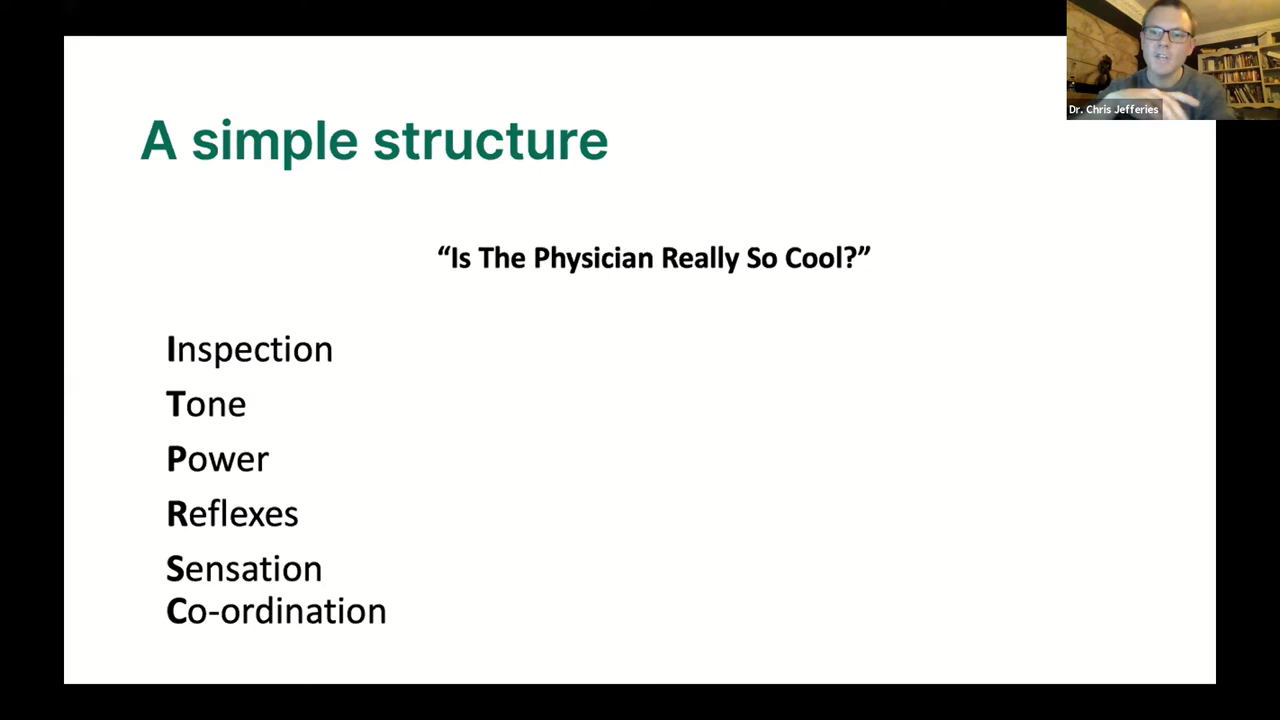 A simple structure
“Is The Physician Really So Cool?”
Inspection
Tone
Power
Reflexes
Sensation
Co-ordination
Dr. Chris Jefferies